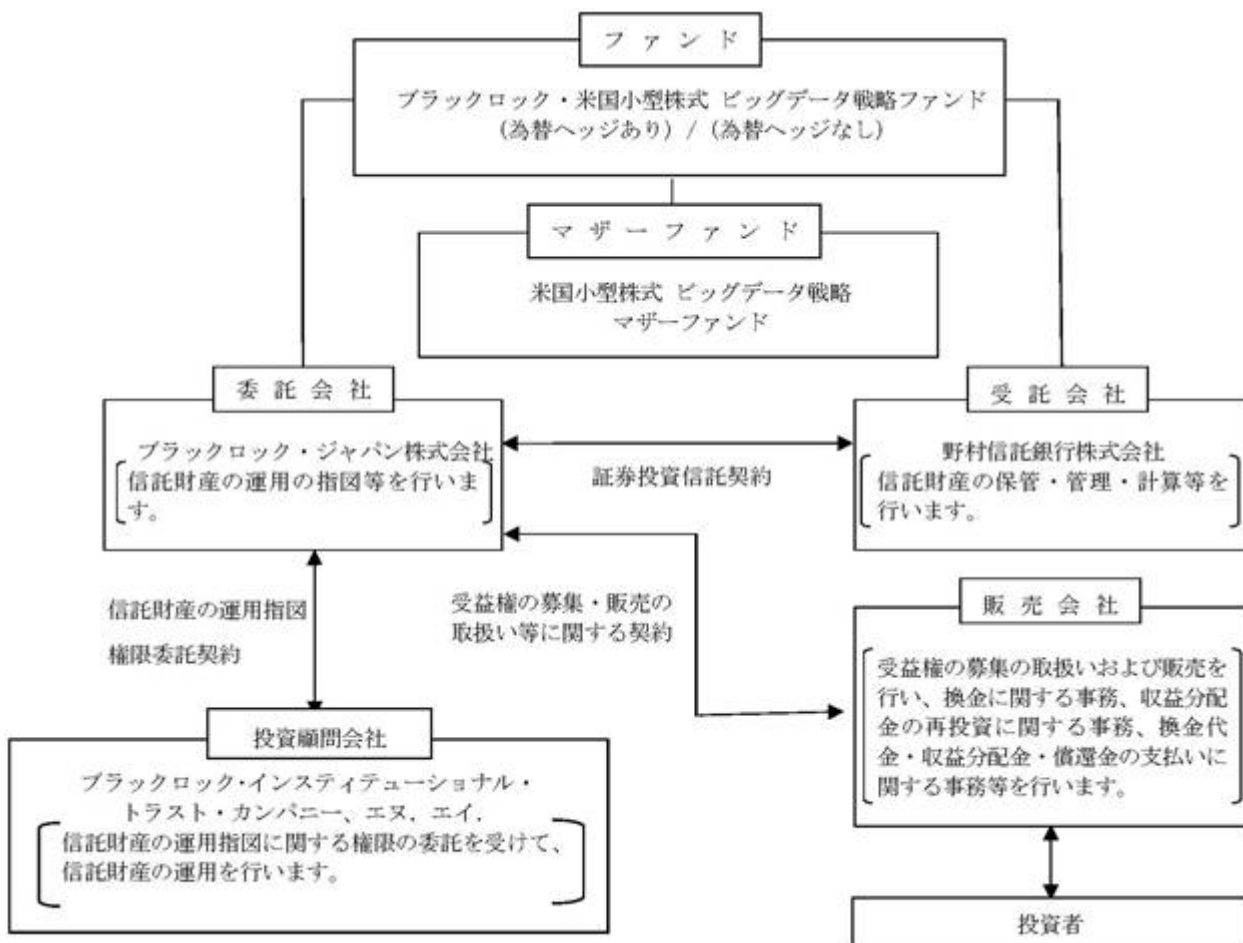 ファンド
ブラックロック・米国小型株式 ビッグデータ戦略ファンド
(為替ヘッジあり) / (為替ヘッジなし)
マザーファンド
米国小型株式 ビッグデータ戦略
マザーファンド
委託会社
ブラックロック・ジャパン株式会社
信託財産の運用の指図等を行いま
す。
証券投資信託契約
受託会社
野村信託銀行株式会社
信託財産の保管・管理・計算等を
行います。
信託財産の運用指図
権限委託契約
受益権の募集・販売の
取扱い等に関する契約
販売会社
受益権の募集の取扱いおよび販売を
行い、換金に関する事務、収益分配
金の再投資に関する事務、換金代
金・収益分配金・償還金の支払いに
関する事務等を行います。
投資顧問会社
ブラックロック・インスティテューショナル・
トラスト・カンパニー、エヌ．エイ．
信託財産の運用指図に関する権限の委託を受けて、
信託財産の運用を行います。
投資者